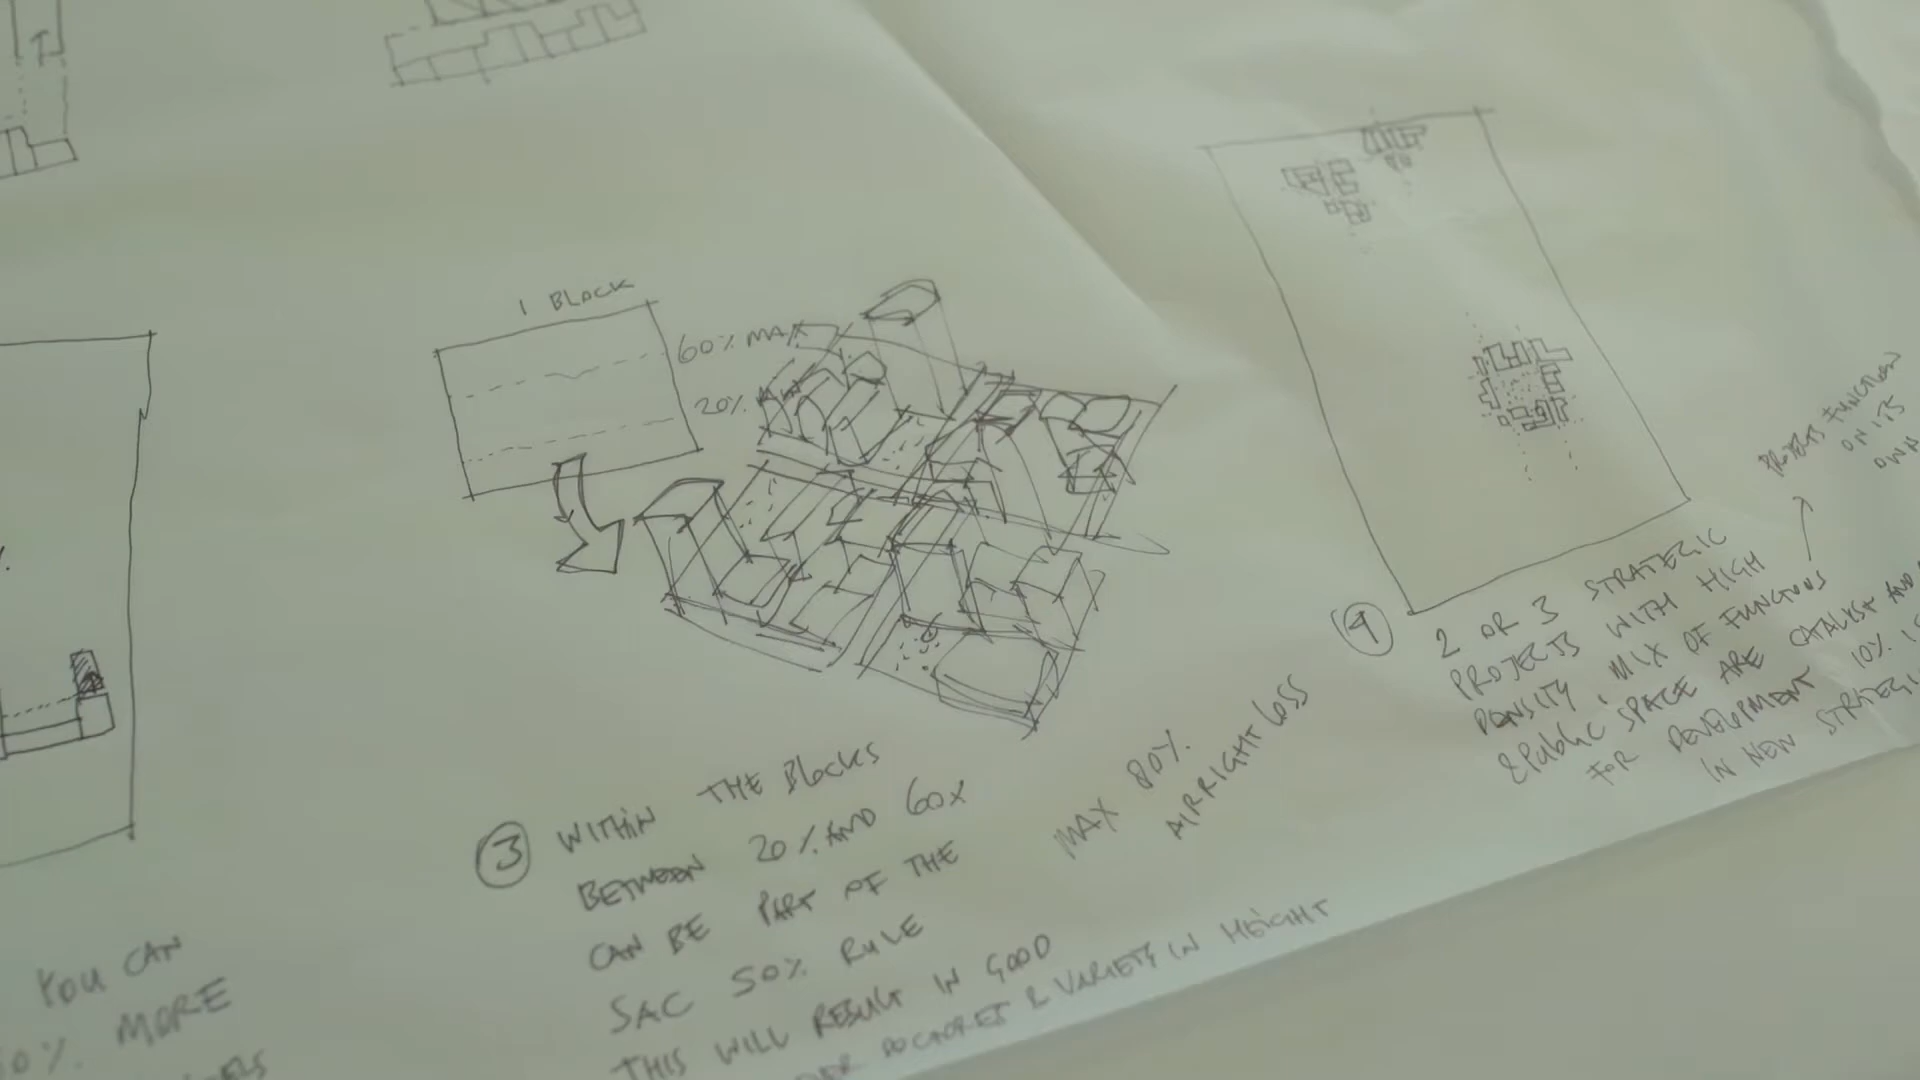 1 BLOCK
60% MAX
20%
③ WITHIN THE BLOCKS
BETWEEN 20% AND 60%
CAN BE PART OF THE
SAC 50% RULE
THIS WILL RESULT IN GOOD
& VARIETY IN HEIGHT
MAX 80%
AIRRIGHT LOSS
④ 2 OR 3 STRATEGIC
PROJECTS WITH HIGH
DENSITY, MIX OF FUNCTIONS
& PUBLIC SPACE ARE CATALYST AND
FOR DEVELOPMENT 10%
IN NEW
PROJECTS FUNCTION
ON ITS
OWN
YOU CAN
MORE